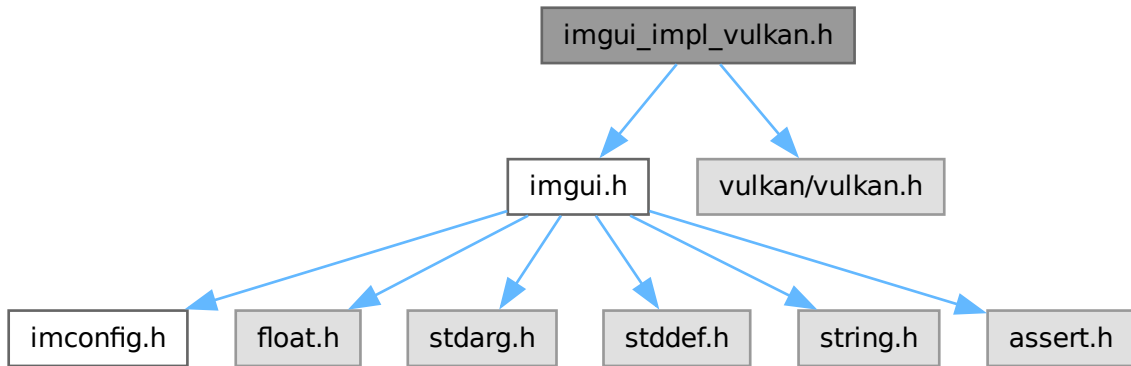 imgui_impl_vulkan.h
imgui.h
vulkan/vulkan.h
imconfig.h
float.h
stdarg.h
stddef.h
string.h
assert.h